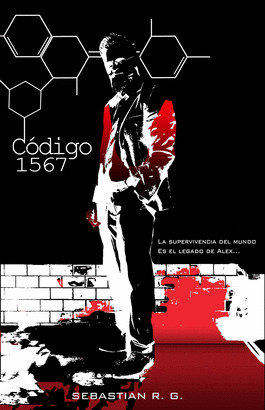 Código
1567
La supervivencia del mundo
Es el legado de Alex...
SEBASTIAN R. G.